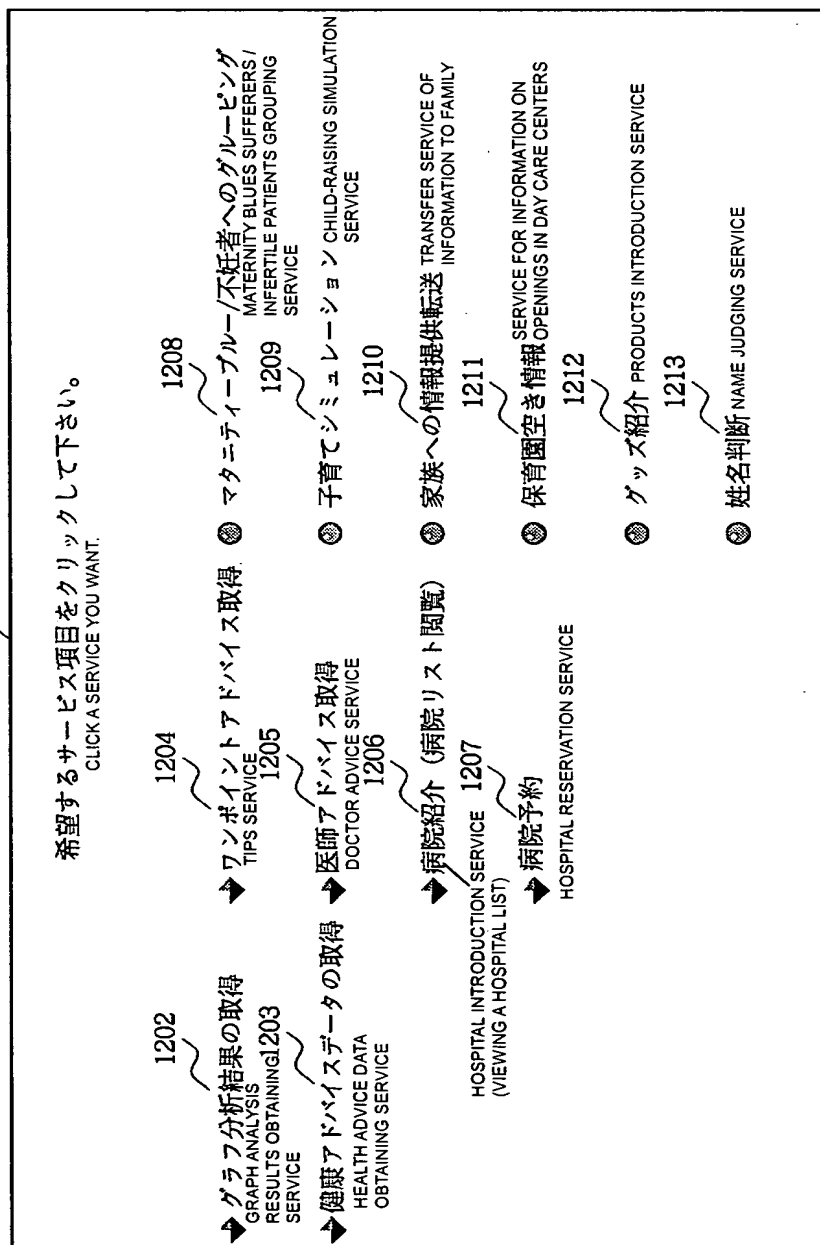 希望するサービス項目をクリックして下さい。
CLICK A SERVICE YOU WANT.
1202
グラフ分析結果の取得
GRAPH ANALYSIS
RESULTS OBTAINING
SERVICE
1203
健康アドバイスデータの取得
HEALTH ADVICE DATA
OBTAINING SERVICE
1204
ワンポイントアドバイス取得
TIPS SERVICE
1205
医師アドバイス取得
DOCTOR ADVICE SERVICE
1206
病院紹介（病院リスト閲覧）
HOSPITAL INTRODUCTION SERVICE
(VIEWING A HOSPITAL LIST)
1207
病院予約
HOSPITAL RESERVATION SERVICE
1208
マタニティーブルー/不妊者へのグルーピング
MATERNITY BLUES SUFFERERS /
INFERTILE PATIENTS GROUPING
SERVICE
1209
子育てシミュレーション CHILD-RAISING SIMULATION
SERVICE
1210
家族への情報提供転送 TRANSFER SERVICE OF
INFORMATION TO FAMILY
1211
保育園空き情報 SERVICE FOR INFORMATION ON
OPENINGS IN DAY CARE CENTERS
1212
グッズ紹介 PRODUCTS INTRODUCTION SERVICE
1213
姓名判断 NAME JUDGING SERVICE